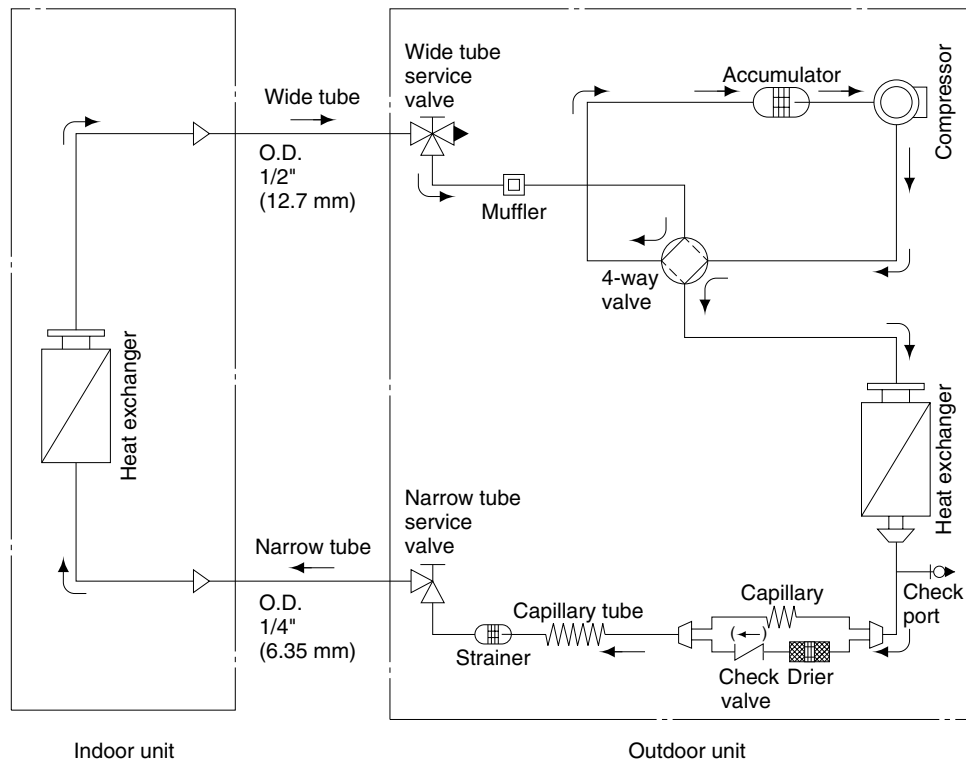 Wide tube
service
valve
Accumulator
Compressor
Wide tube
O.D.
1/2"
(12.7 mm)
Muffler
4-way
valve
Heat exchanger
Heat exchanger
Narrow tube
service
valve
Narrow tube
O.D.
1/4"
(6.35 mm)
Capillary tube
Capillary
Check
port
Strainer
Check
valve
Drier
Indoor unit
Outdoor unit